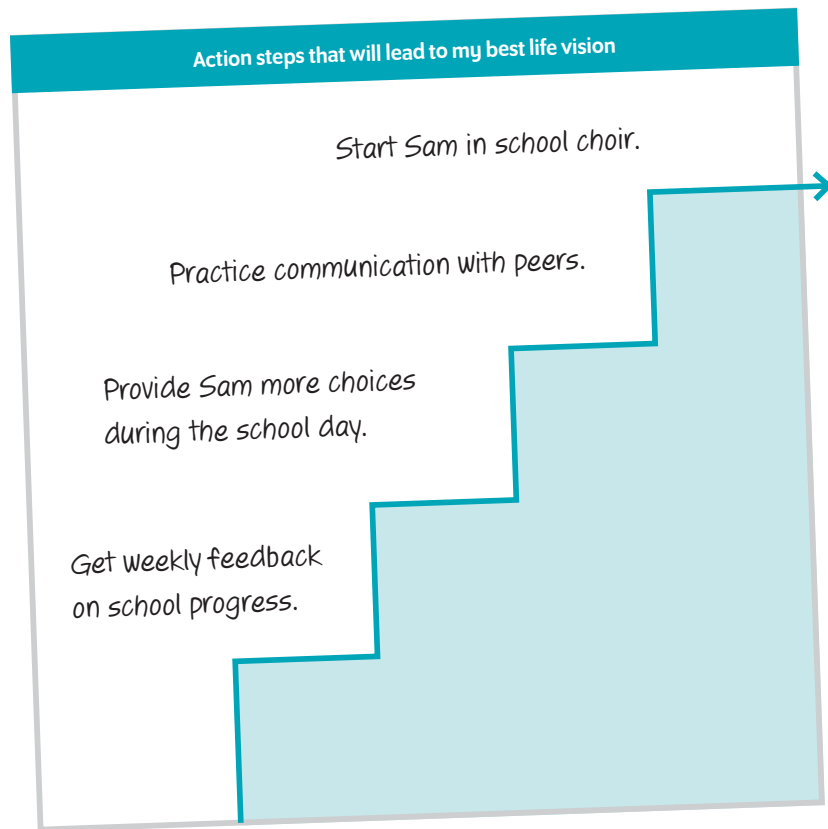 Action steps that will lead to my best life vision
Start Sam in school choir.
Practice communication with peers.
Provide Sam more choices
during the school day.
Get weekly feedback
on school progress.